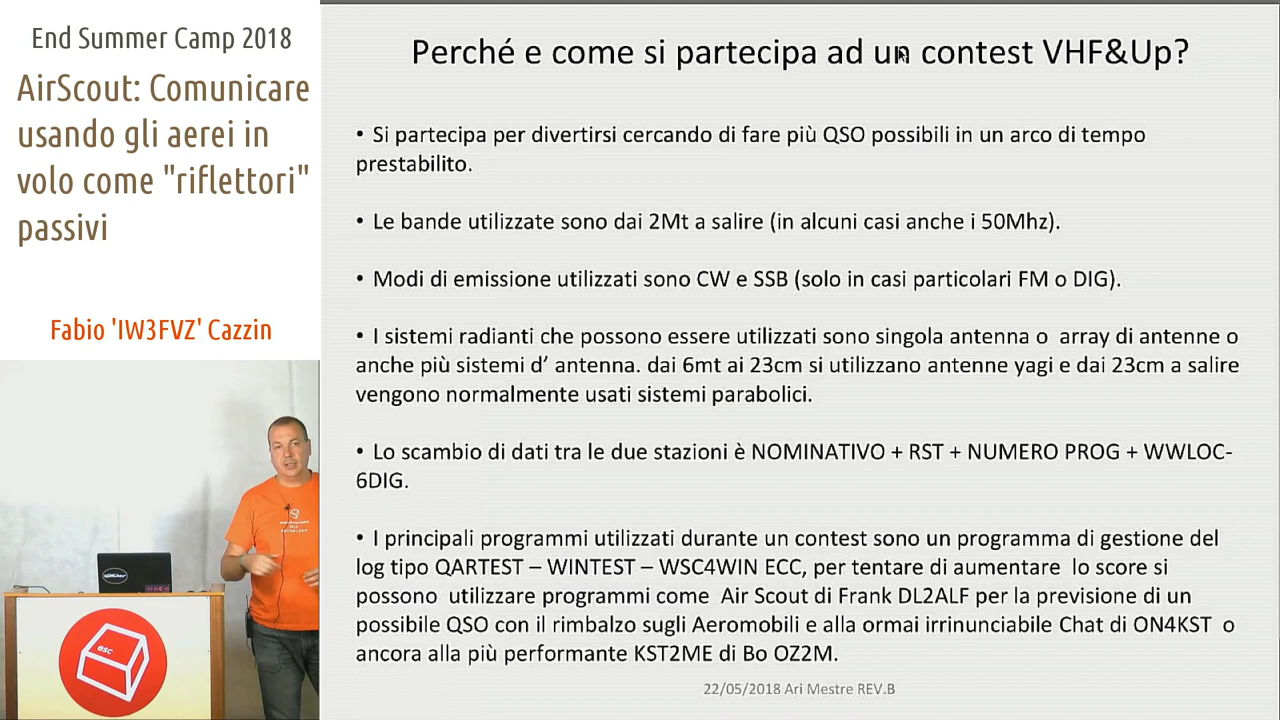 End Summer Camp 2018
AirScout: Comunicare
usando gli aerei in
volo come "riflettori"
passivi
Fabio 'IW3FVZ' Cazzin
esc
Perché e come si partecipa ad un contest VHF&Up?
• Si partecipa per divertirsi cercando di fare più QSO possibili in un arco di tempo
prestabilito.
• Le bande utilizzate sono dai 2Mt a salire (in alcuni casi anche i 50Mhz).
• Modi di emissione utilizzati sono CW e SSB (solo in casi particolari FM o DIG).
• I sistemi radianti che possono essere utilizzati sono singola antenna o array di antenne o
anche più sistemi d' antenna. dai 6mt ai 23cm si utilizzano antenne yagi e dai 23cm a salire
vengono normalmente usati sistemi parabolici.
• Lo scambio di dati tra le due stazioni è NOMINATIVO + RST + NUMERO PROG + WWLOC-
6DIG.
• I principali programmi utilizzati durante un contest sono un programma di gestione del
log tipo QARTEST – WINTEST – WSC4WIN ECC, per tentare di aumentare lo score si
possono utilizzare programmi come Air Scout di Frank DL2ALF per la previsione di un
possibile QSO con il rimbalzo sugli Aeromobili e alla ormai irrinunciabile Chat di ON4KST o
ancora alla più performante KST2ME di Bo OZ2M.
22/05/2018 Ari Mestre REV.B